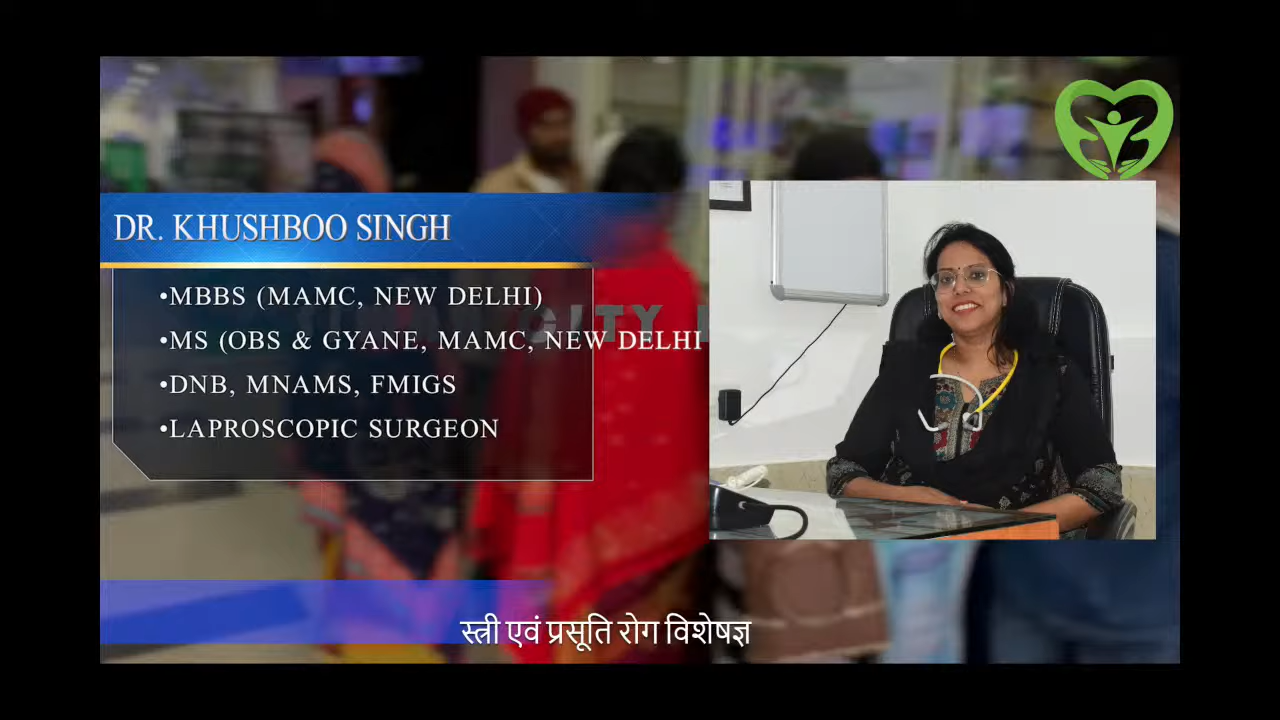 DR. KHUSHBOO SINGH
•MBBS (MAMC, NEW DELHI)
•MS (OBS & GYANE, MAMC, NEW DELHI
•DNB, MNAMS, FMIGS
•LAPROSCOPIC SURGEON
CITY
स्त्री एवं प्रसूति रोग विशेषज्ञ